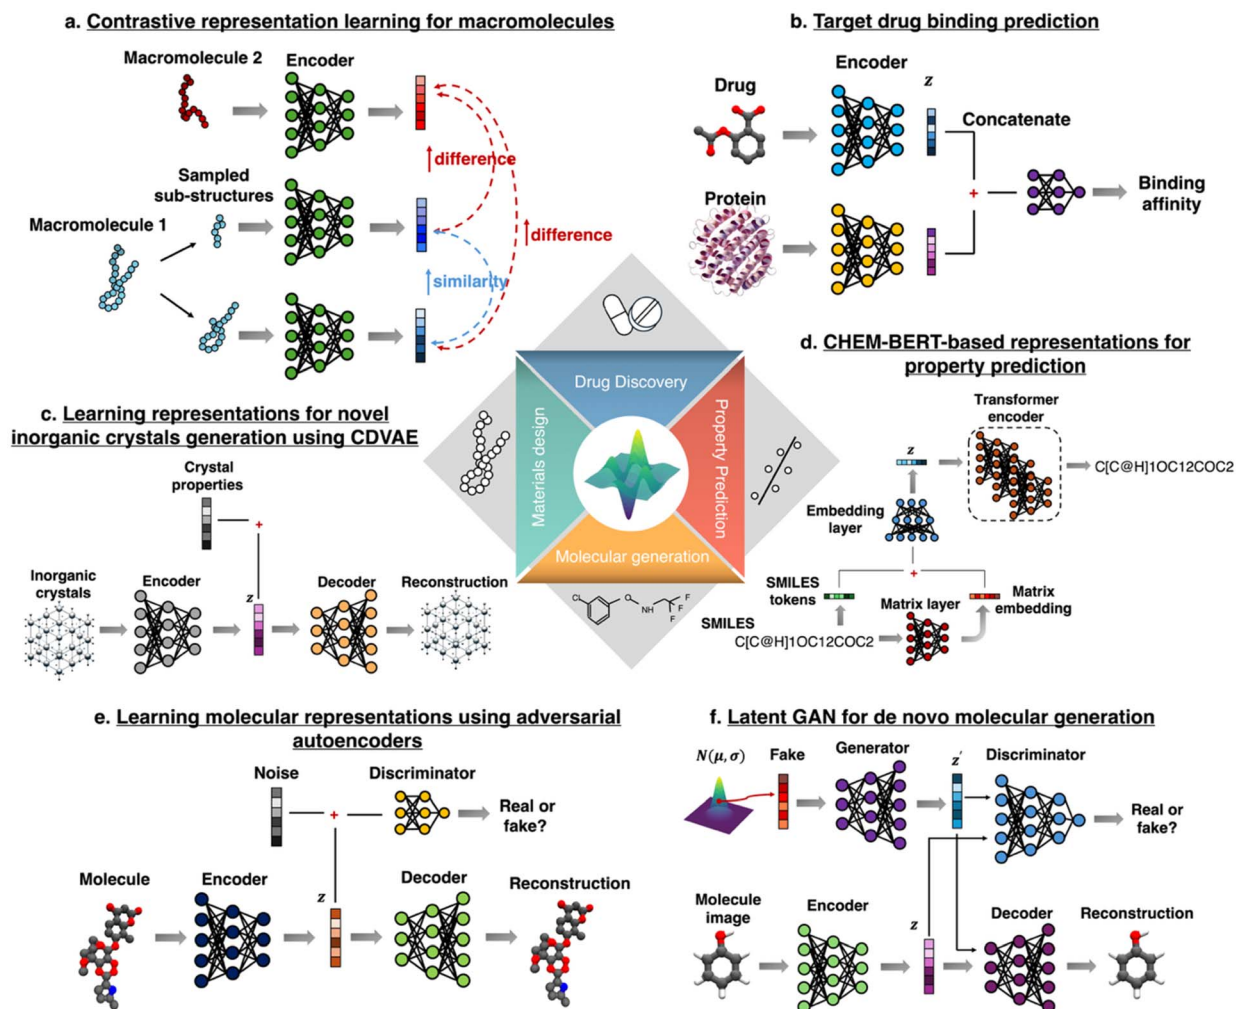 a. Contrastive representation learning for macromolecules
Macromolecule 2
Encoder
difference
Sampled
sub-structures
Macromolecule 1
difference
similarity
b. Target drug binding prediction
Encoder
Drug
z
Concatenate
+
Protein
Binding
affinity
c. Learning representations for novel
inorganic crystals generation using CDVAE
Crystal
properties
+
Inorganic
crystals
Encoder
z
Decoder
Reconstruction
Drug Discovery
Materials design
Property Prediction
Molecular generation
Cl
O
NH
F
F
F
d. CHEM-BERT-based representations for
property prediction
Transformer
encoder
z
C[C@H]1OC12COC2
Embedding
layer
+
SMILES
tokens
Matrix layer
Matrix
embedding
SMILES
C[C@H]1OC12COC2
e. Learning molecular representations using adversarial
autoencoders
Noise
Discriminator
+
Real or
fake?
Molecule
Encoder
z
Decoder
Reconstruction
f. Latent GAN for de novo molecular generation
N(μ, σ)
Fake
Generator
z′
Discriminator
Real or
fake?
Molecule
image
Encoder
z
Decoder
Reconstruction